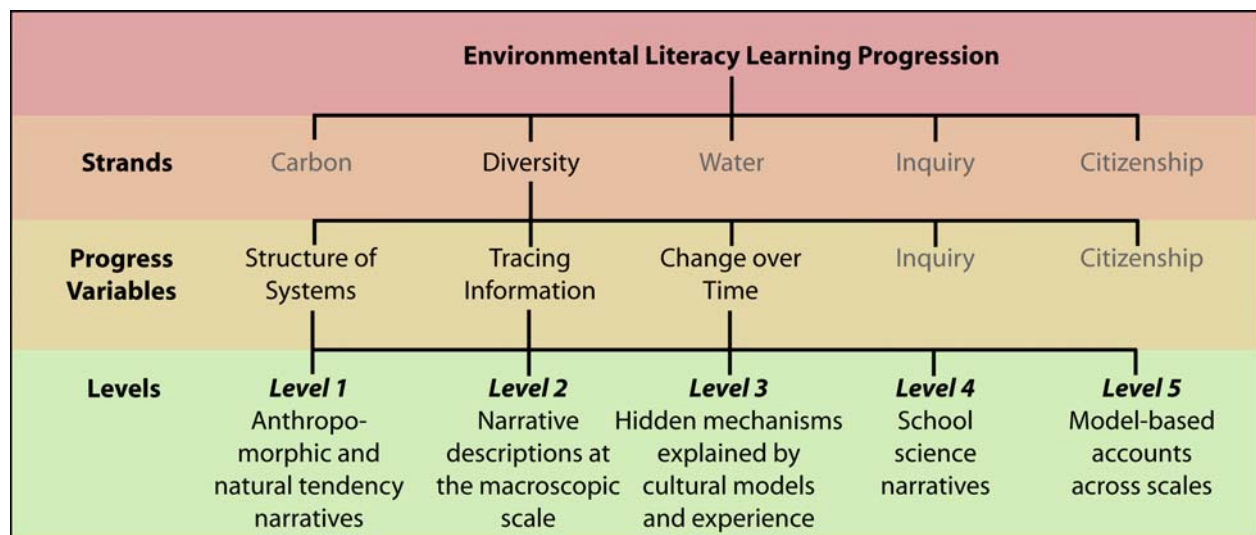 Environmental Literacy Learning Progression
Strands Carbon Diversity Water Inquiry Citizenship
Progress Variables
Structure of Systems
Tracing Information
Change over Time
Inquiry
Citizenship
Levels
Level 1
Anthropo-
morphic and
natural tendency
narratives
Level 2
Narrative
descriptions at
the macroscopic
scale
Level 3
Hidden mechanisms
explained by
cultural models
and experience
Level 4
School
science
narratives
Level 5
Model-based
accounts
across scales